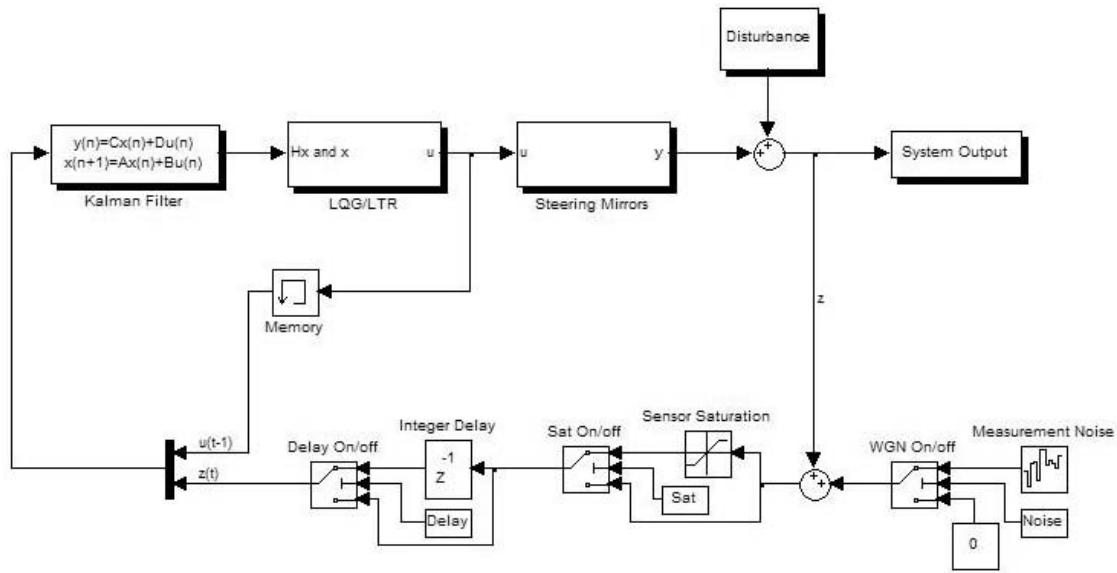 Disturbance
y(n)=Cx(n)+Du(n)
x(n+1)=Ax(n)+Bu(n)
Kalman Filter
Hx and x
u
LQG/LTR
u
y
Steering Mirrors
System Output
z
Memory
u(t-1)
z(t)
Delay On/off
Integer Delay
-1
Z
Delay
Sat On/off
Sensor Saturation
Sat
WGN On/off
Measurement Noise
Noise
0